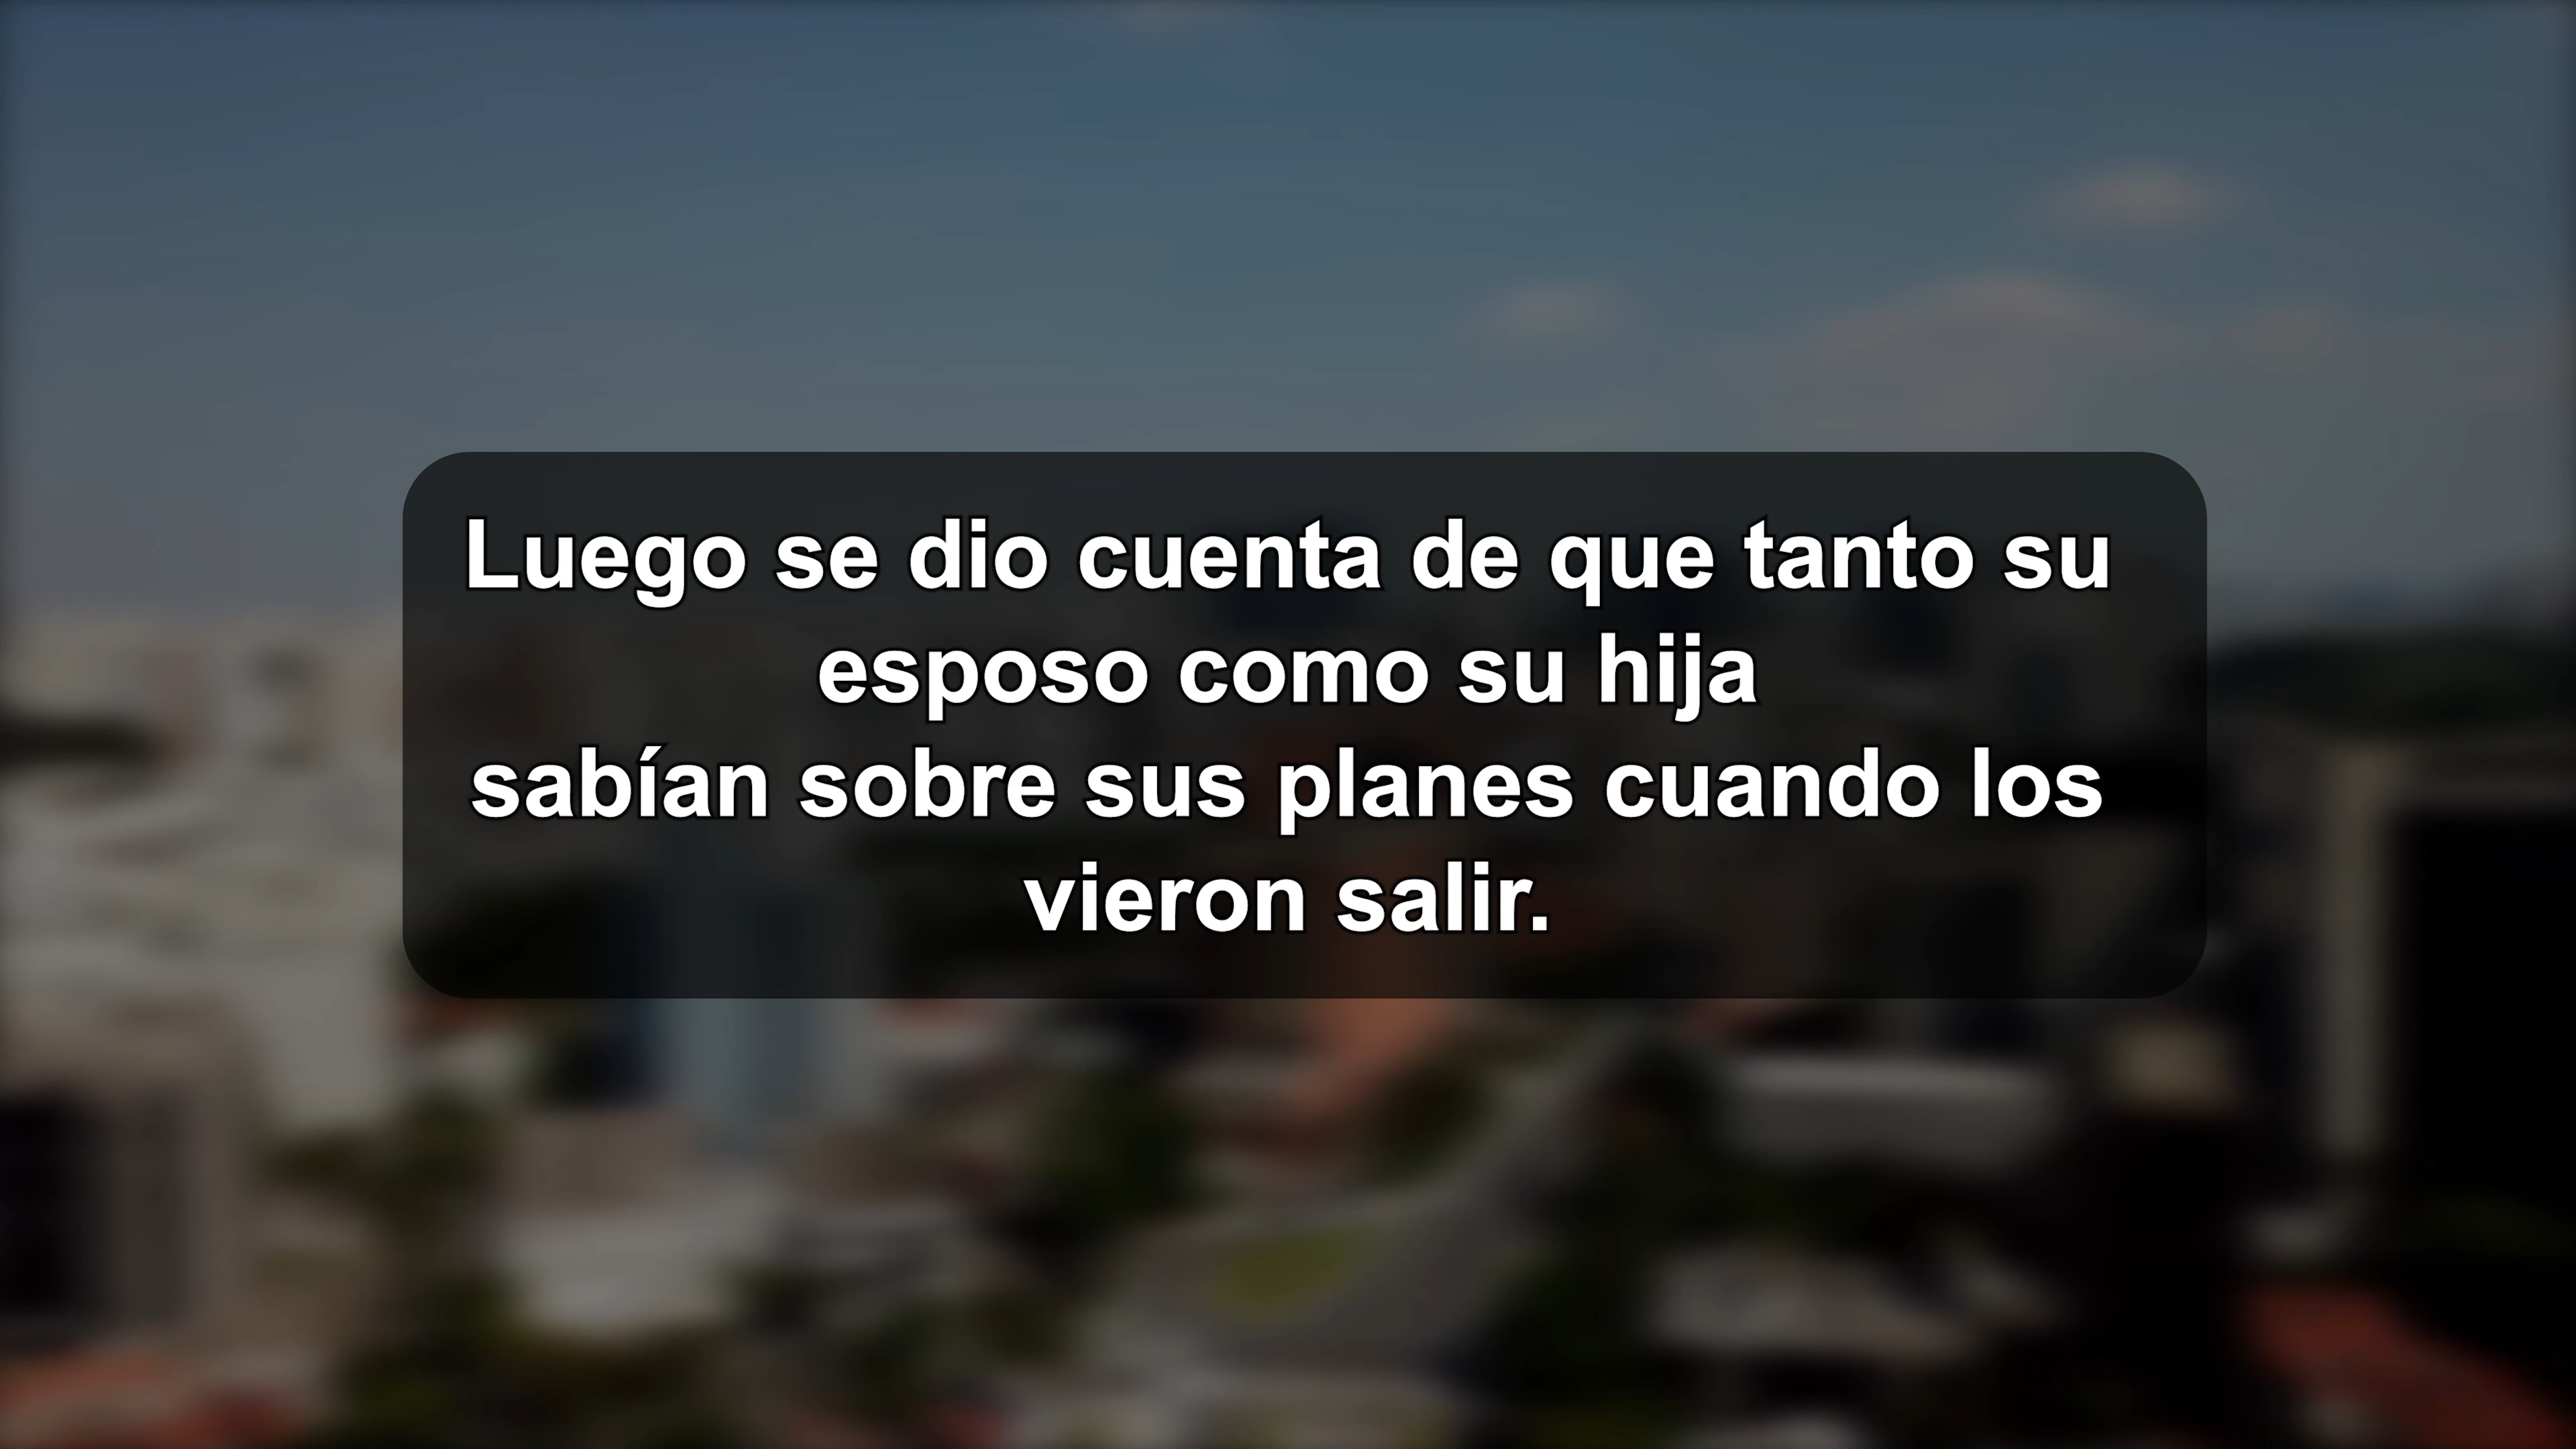 Luego se dio cuenta de que tanto su
esposo como su hija
sabían sobre sus planes cuando los
vieron salir.